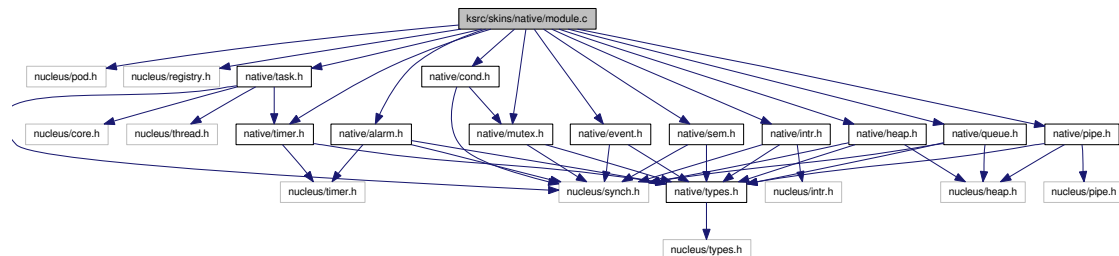 ksrc/skins/native/module.c
nucleus/pod.h
nucleus/registry.h
native/task.h
native/cond.h
nucleus/core.h
nucleus/thread.h
native/timer.h
native/alarm.h
native/mutex.h
native/event.h
native/sem.h
native/intr.h
native/heap.h
native/queue.h
native/pipe.h
nucleus/timer.h
nucleus/synch.h
native/types.h
nucleus/intr.h
nucleus/heap.h
nucleus/pipe.h
nucleus/types.h